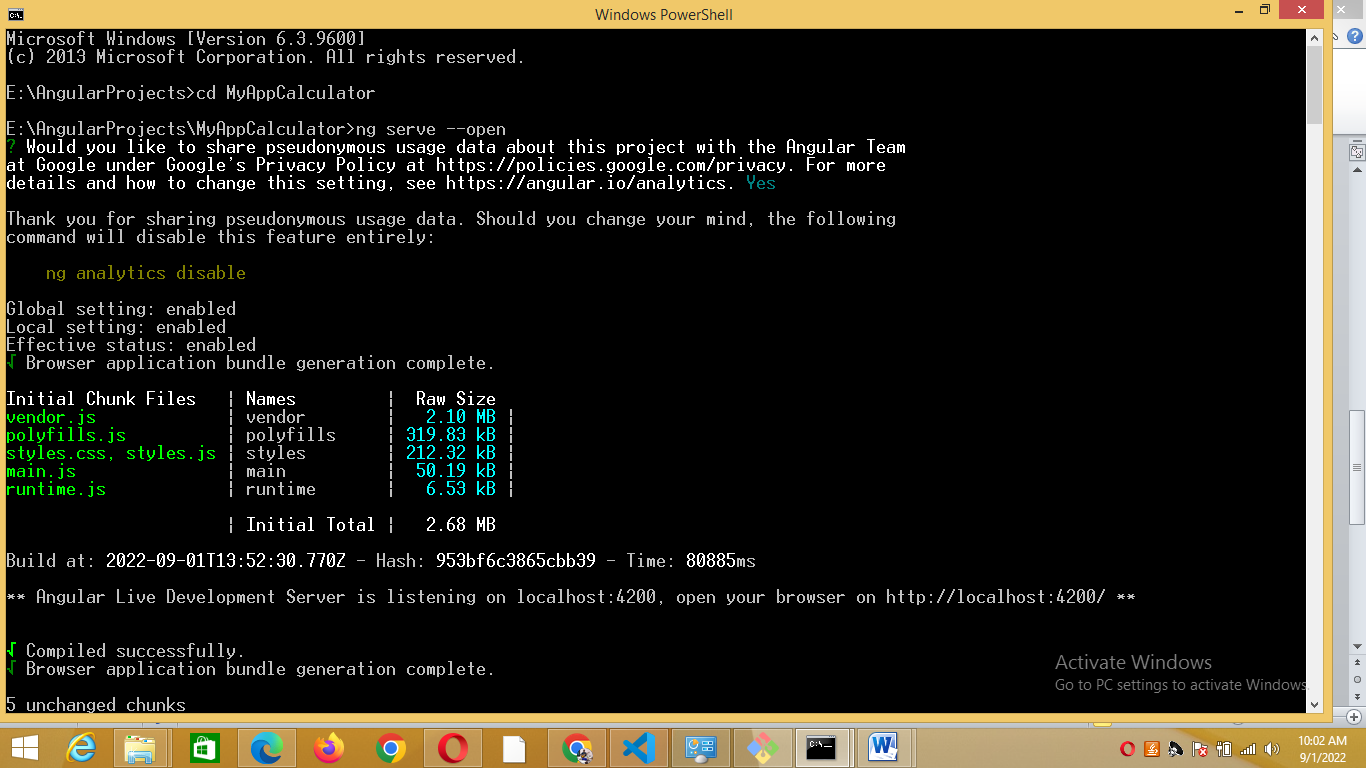 Windows PowerShell
Microsoft Windows [Version 6.3.9600]
(c) 2013 Microsoft Corporation. All rights reserved.
E:\AngularProjects>cd MyAppCalculator
E:\AngularProjects\MyAppCalculator>ng serve --open
? Would you like to share pseudonymous usage data about this project with the Angular Team
at Google under Google's Privacy Policy at https://policies.google.com/privacy. For more
details and how to change this setting, see https://angular.io/analytics. Yes
Thank you for sharing pseudonymous usage data. Should you change your mind, the following
command will disable this feature entirely:
ng analytics disable
Global setting: enabled
Local setting: enabled
Effective status: enabled
√ Browser application bundle generation complete.
Initial Chunk Files | Names | Raw Size
vendor.js | vendor | 2.10 MB |
polyfills.js | polyfills | 319.83 kB |
styles.css, styles.js | styles | 212.32 kB |
main.js | main | 50.19 kB |
runtime.js | runtime | 6.53 kB |
| Initial Total | 2.68 MB
Build at: 2022-09-01T13:52:30.770Z - Hash: 953bf6c3865cbb39 - Time: 80885ms
** Angular Live Development Server is listening on localhost:4200, open your browser on http://localhost:4200/ **
√ Compiled successfully.
√ Browser application bundle generation complete.
5 unchanged chunks
Activate Windows
Go to PC settings to activate Windows.
10:02 AM
9/1/2022